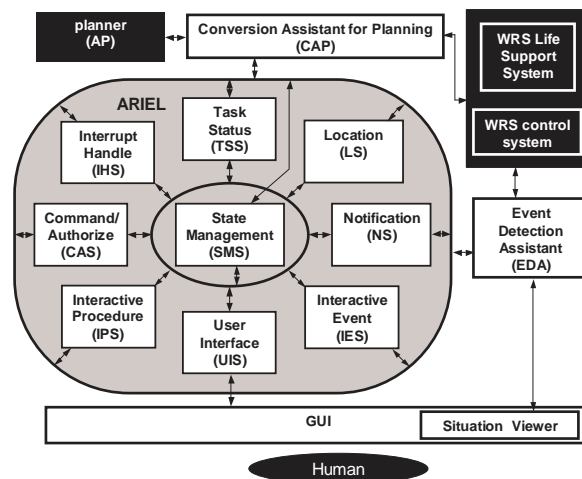 planner
(AP)
Conversion Assistant for Planning
(CAP)
WRS Life
Support
System
WRS control
system
ARIEL
Task
Status
(TSS)
Interrupt
Handle
(IHS)
Location
(LS)
Command/
Authorize
(CAS)
State
Management
(SMS)
Notification
(NS)
Event
Detection
Assistant
(EDA)
Interactive
Procedure
(IPS)
User
Interface
(UIS)
Interactive
Event
(IES)
GUI
Situation Viewer
Human